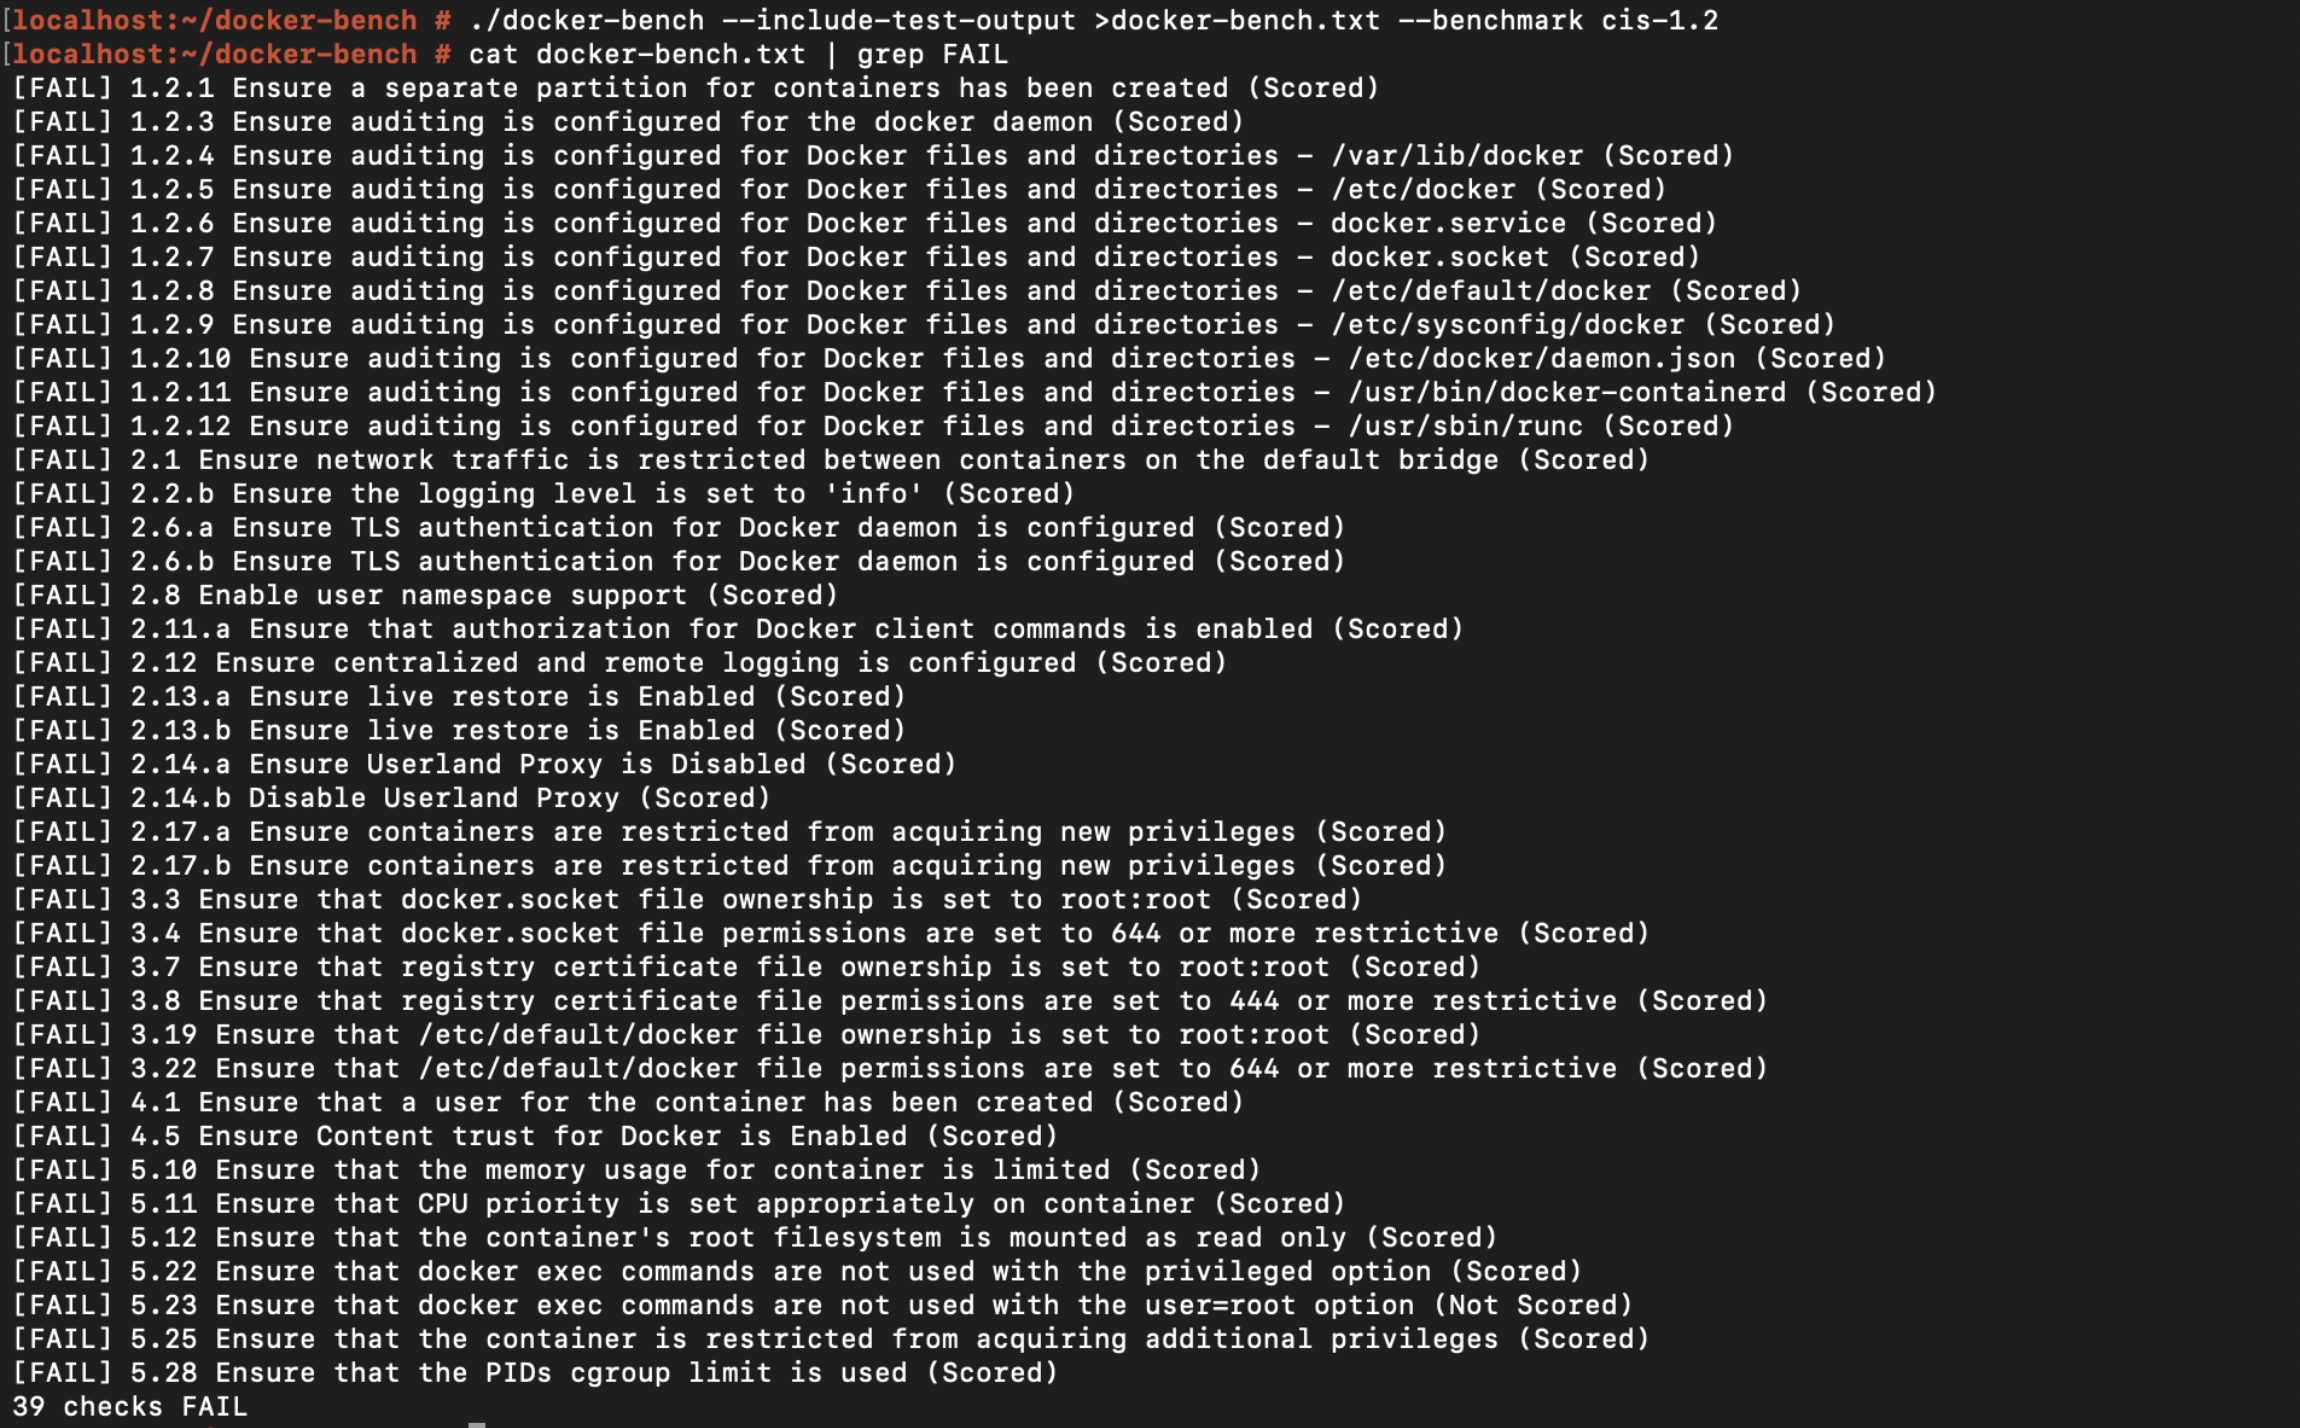 [localhost:~/docker-bench # ./docker-bench --include-test-output >docker-bench.txt --benchmark cis-1.2
[localhost:~/docker-bench # cat docker-bench.txt | grep FAIL
[FAIL] 1.2.1 Ensure a separate partition for containers has been created (Scored)
[FAIL] 1.2.3 Ensure auditing is configured for the docker daemon (Scored)
[FAIL] 1.2.4 Ensure auditing is configured for Docker files and directories - /var/lib/docker (Scored)
[FAIL] 1.2.5 Ensure auditing is configured for Docker files and directories - /etc/docker (Scored)
[FAIL] 1.2.6 Ensure auditing is configured for Docker files and directories - docker.service (Scored)
[FAIL] 1.2.7 Ensure auditing is configured for Docker files and directories - docker.socket (Scored)
[FAIL] 1.2.8 Ensure auditing is configured for Docker files and directories - /etc/default/docker (Scored)
[FAIL] 1.2.9 Ensure auditing is configured for Docker files and directories - /etc/sysconfig/docker (Scored)
[FAIL] 1.2.10 Ensure auditing is configured for Docker files and directories - /etc/docker/daemon.json (Scored)
[FAIL] 1.2.11 Ensure auditing is configured for Docker files and directories - /usr/bin/docker-containerd (Scored)
[FAIL] 1.2.12 Ensure auditing is configured for Docker files and directories - /usr/sbin/runc (Scored)
[FAIL] 2.1 Ensure network traffic is restricted between containers on the default bridge (Scored)
[FAIL] 2.2.b Ensure the logging level is set to 'info' (Scored)
[FAIL] 2.6.a Ensure TLS authentication for Docker daemon is configured (Scored)
[FAIL] 2.6.b Ensure TLS authentication for Docker daemon is configured (Scored)
[FAIL] 2.8 Enable user namespace support (Scored)
[FAIL] 2.11.a Ensure that authorization for Docker client commands is enabled (Scored)
[FAIL] 2.12 Ensure centralized and remote logging is configured (Scored)
[FAIL] 2.13.a Ensure live restore is Enabled (Scored)
[FAIL] 2.13.b Ensure live restore is Enabled (Scored)
[FAIL] 2.14.a Ensure Userland Proxy is Disabled (Scored)
[FAIL] 2.14.b Disable Userland Proxy (Scored)
[FAIL] 2.17.a Ensure containers are restricted from acquiring new privileges (Scored)
[FAIL] 2.17.b Ensure containers are restricted from acquiring new privileges (Scored)
[FAIL] 3.3 Ensure that docker.socket file ownership is set to root:root (Scored)
[FAIL] 3.4 Ensure that docker.socket file permissions are set to 644 or more restrictive (Scored)
[FAIL] 3.7 Ensure that registry certificate file ownership is set to root:root (Scored)
[FAIL] 3.8 Ensure that registry certificate file permissions are set to 444 or more restrictive (Scored)
[FAIL] 3.19 Ensure that /etc/default/docker file ownership is set to root:root (Scored)
[FAIL] 3.22 Ensure that /etc/default/docker file permissions are set to 644 or more restrictive (Scored)
[FAIL] 4.1 Ensure that a user for the container has been created (Scored)
[FAIL] 4.5 Ensure Content trust for Docker is Enabled (Scored)
[FAIL] 5.10 Ensure that the memory usage for container is limited (Scored)
[FAIL] 5.11 Ensure that CPU priority is set appropriately on container (Scored)
[FAIL] 5.12 Ensure that the container's root filesystem is mounted as read only (Scored)
[FAIL] 5.22 Ensure that docker exec commands are not used with the privileged option (Scored)
[FAIL] 5.23 Ensure that docker exec commands are not used with the user=root option (Not Scored)
[FAIL] 5.25 Ensure that the container is restricted from acquiring additional privileges (Scored)
[FAIL] 5.28 Ensure that the PIDs cgroup limit is used (Scored)
39 checks FAIL